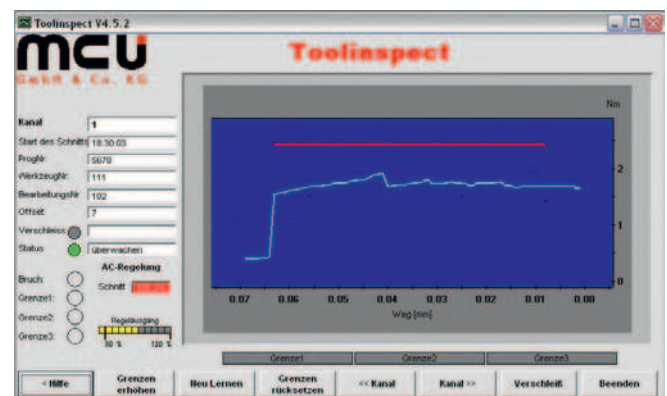 Toolinspect V4.5.2
mcu
GmbH & Co. KG
Toolinspect
Kanal 1
Start des Schnitts 18:30:03
ProgNr. 5678
WerkzeugNr. 111
BearbeitungsNr 102
Offset 7
Verschleiss
Status überwachen
AC-Regelung
Bruch:
Schnitt
Grenze1:
Grenze2:
Regelausgang
Grenze3:
80 % 120 %
Nm
2
1
0
0.07 0.06 0.05 0.04 0.03 0.02 0.01 0.00
Weg [mm]
Grenze1 Grenze2 Grenze3
< Hilfe
Grenzen erhöhen
Neu Lernen
Grenzen rücksetzen
<< Kanal
Kanal >>
Verschleiß
Beenden